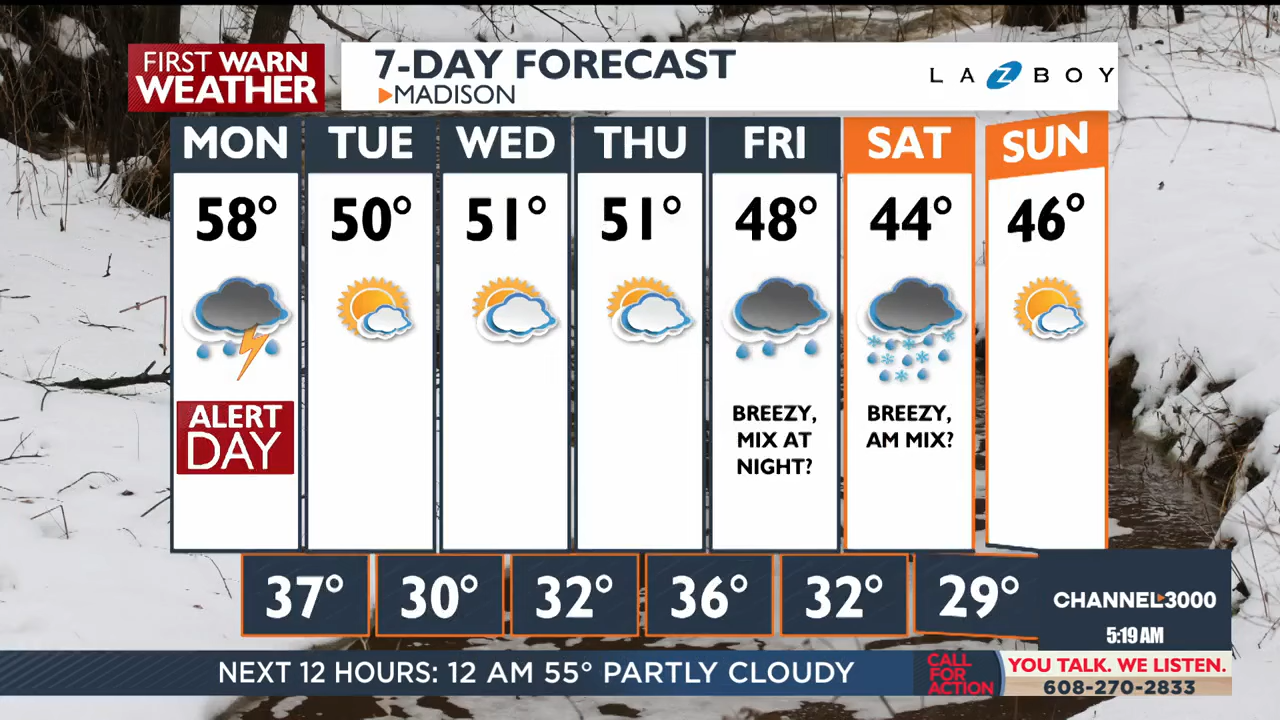 FIRST WARN
WEATHER
7-DAY FORECAST
MADISON
LA Z BOY
MON TUE WED THU FRI SAT SUN
58° 50° 51° 51° 48° 44° 46°
ALERT
DAY
BREEZY,
MIX AT
NIGHT?
BREEZY,
AM MIX?
37° 30° 32° 36° 32° 29°
CHANNEL3000
5:19 AM
NEXT 12 HOURS: 12 AM 55° PARTLY CLOUDY
CALL
FOR
ACTION
YOU TALK. WE LISTEN.
608-270-2833